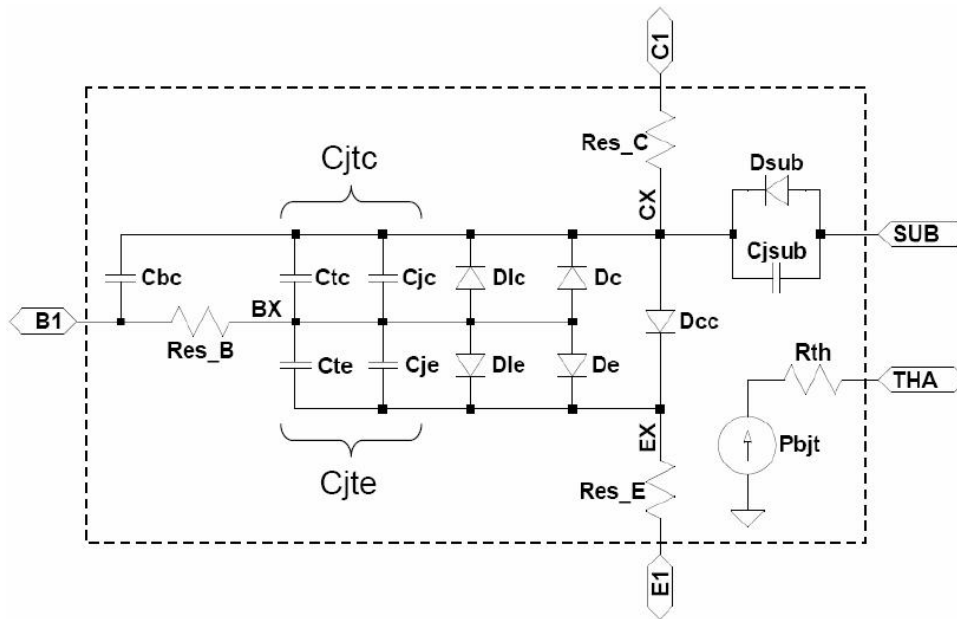 C1
Res_C
Cjtc
Dsub
CX
SUB
Cjsub
Cbc
Ctc
Cjc
Dlc
Dc
B1
BX
Dcc
Res_B
Rth
Cte
Cje
Dle
De
THA
EX
Pbjt
Cjte
Res_E
E1